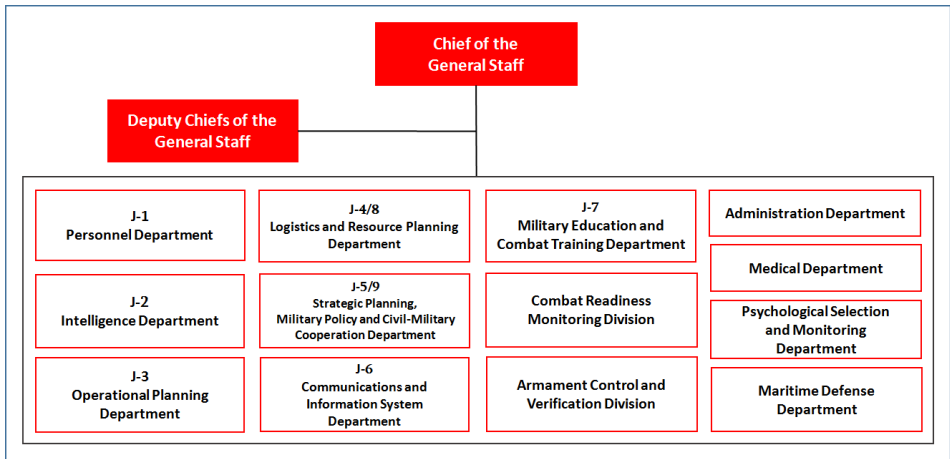 Chief of the
General Staff
Deputy Chiefs of the
General Staff
J-1
Personnel Department
J-2
Intelligence Department
J-3
Operational Planning
Department
J-4/8
Logistics and Resource Planning
Department
J-5/9
Strategic Planning,
Military Policy and Civil-Military
Cooperation Department
J-6
Communications and
Information System
Department
J-7
Military Education and
Combat Training Department
Combat Readiness
Monitoring Division
Armament Control and
Verification Division
Administration Department
Medical Department
Psychological Selection
and Monitoring
Department
Maritime Defense
Department